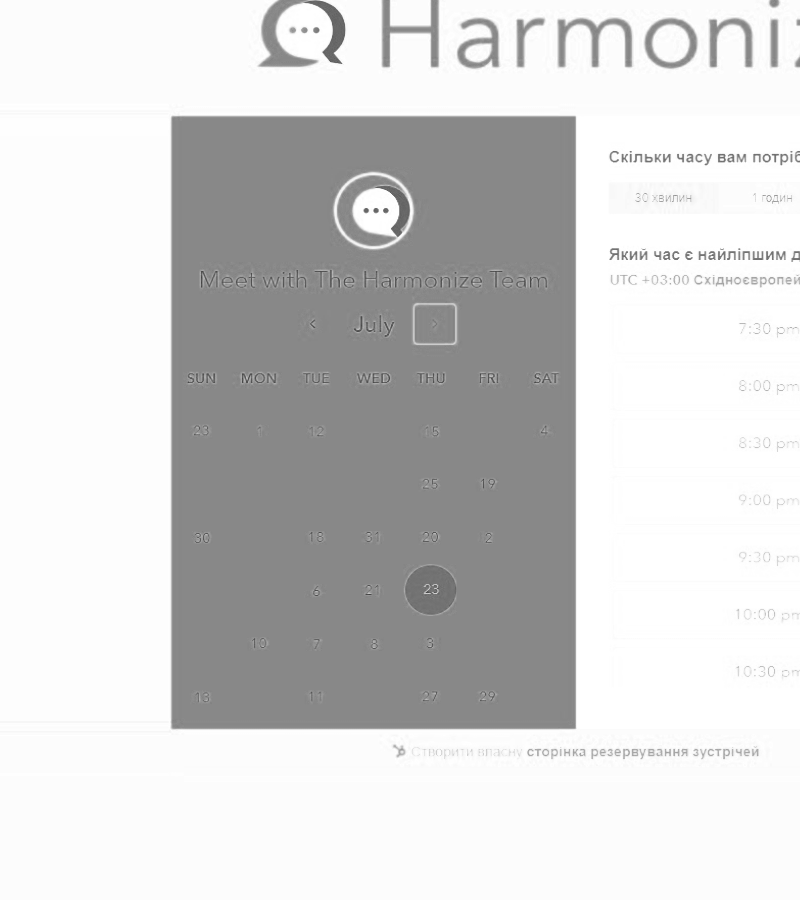 Harmoniz
Скільки часу вам потріб
30 хвилин 1 годин
Meet with The Harmonize Team
Який час є найліпшим д
UTC +03:00 Східноєвропей
‹ July ›
7:30 pm
SUN MON TUE WED THU FRI SAT
8:00 pm
23 1 12 15 4
8:30 pm
25 19
9:00 pm
30 18 31 20 2
9:30 pm
6 21 23
10:00 pm
10 7 8 3
10:30 pm
13 11 27 29
Створити власну сторінка резервування зустрічей